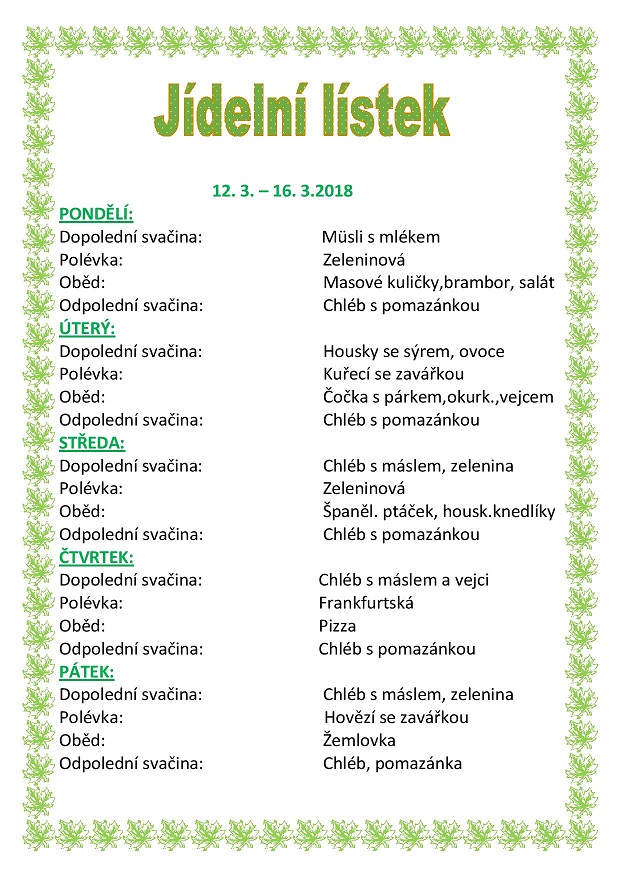 Jídelní lístek
12. 3. – 16. 3.2018
PONDĚLÍ:
Dopolední svačina: Müsli s mlékem
Polévka: Zeleninová
Oběd: Masové kuličky,brambor, salát
Odpolední svačina: Chléb s pomazánkou
ÚTERÝ:
Dopolední svačina: Housky se sýrem, ovoce
Polévka: Kuřecí se zavářkou
Oběd: Čočka s párkem,okurk.,vejcem
Odpolední svačina: Chléb s pomazánkou
STŘEDA:
Dopolední svačina: Chléb s máslem, zelenina
Polévka: Zeleninová
Oběd: Španěl. ptáček, housk.knedlíky
Odpolední svačina: Chléb s pomazánkou
ČTVRTEK:
Dopolední svačina: Chléb s máslem a vejci
Polévka: Frankfurtská
Oběd: Pizza
Odpolední svačina: Chléb s pomazánkou
PÁTEK:
Dopolední svačina: Chléb s máslem, zelenina
Polévka: Hovězí se zavářkou
Oběd: Žemlovka
Odpolední svačina: Chléb, pomazánka